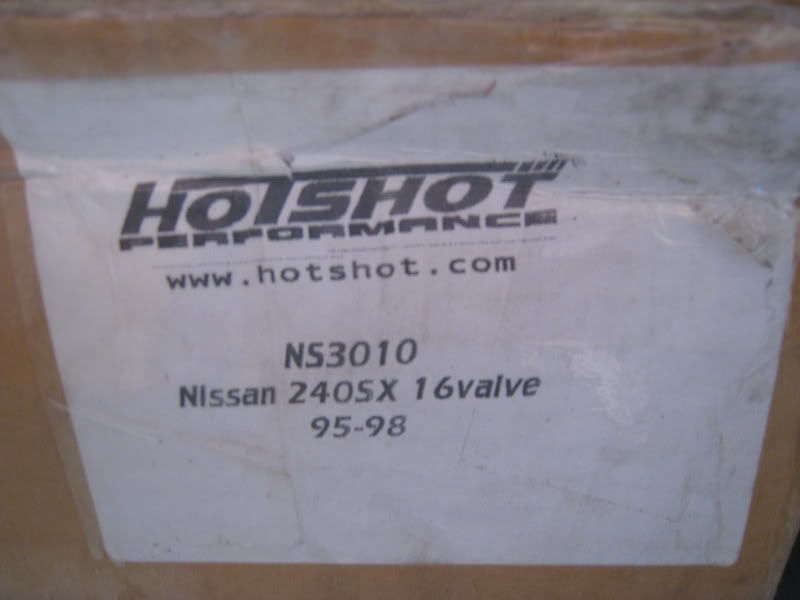 HOTSHOT
PERFORMANCE
www.hotshot.com
NS3010
Nissan 240SX 16valve
95-98